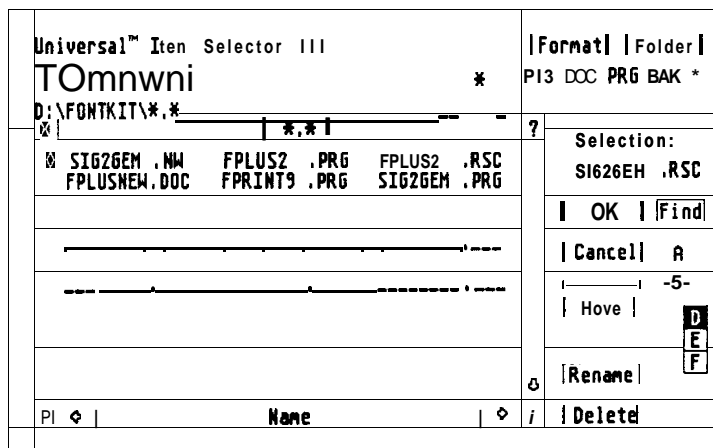 Universal™ Iten Selector III
|Format| |Folder|
TOmnwni *
PI3 DOC PRG BAK *
D:\FONTKIT\*.*
*.* ?
Selection:
SIG2GEM .NW FPLUS2 .PRG FPLUS2 .RSC
SI626EH .RSC
FPLUSNEW.DOC FPRINT9 .PRG SIG2GEM .PRG
OK Find
Cancel A
-5-
Hove
D
E
F
Rename
PI Name i Delete